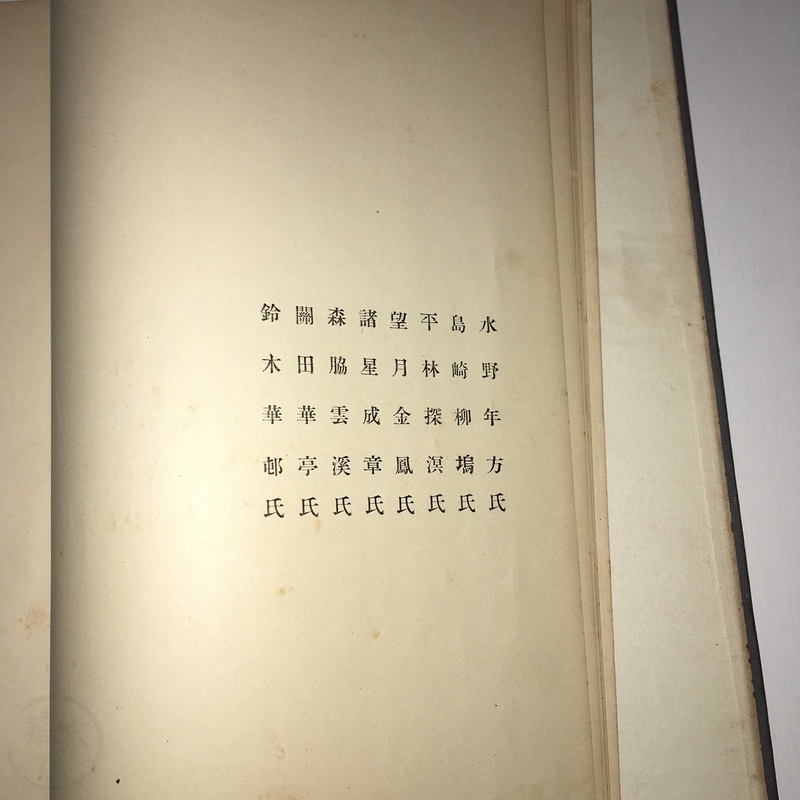 水野年方氏
島崎柳塢氏
平林探溟氏
望月金鳳氏
諸星成章氏
森脇雲溪氏
關田華亭氏
鈴木華邨氏